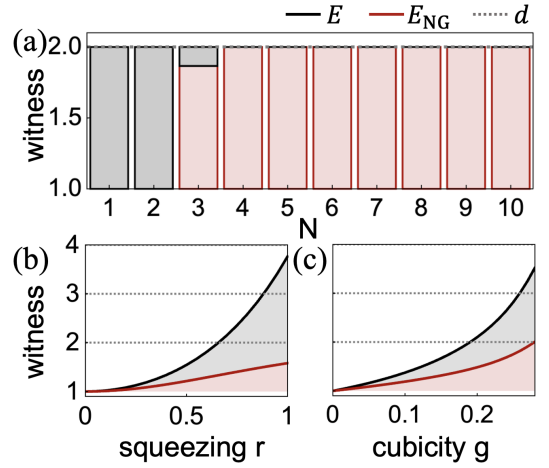 E E_NG d
(a)
witness
2.0
1.5
1.0
1 2 3 4 5 6 7 8 9 10
N
(b) (c)
witness
4
3
2
1
0 0.5 1 0 0.1 0.2
squeezing r cubicity g